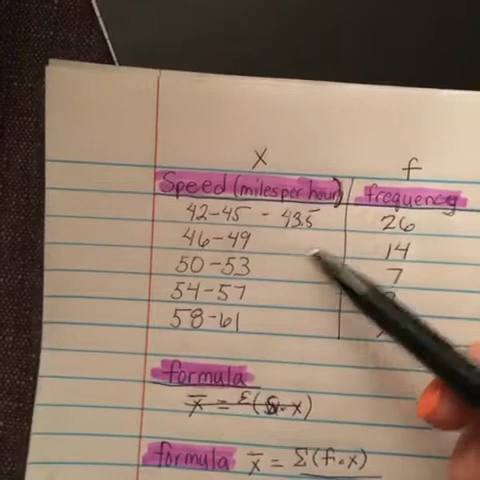 x f
Speed (miles per hour) frequency
42-45 - 43.5 26
46-49 14
50-53 7
54-57
58-61
formula
x̄ = Σ( · x)
formula x̄ = Σ(f · x)